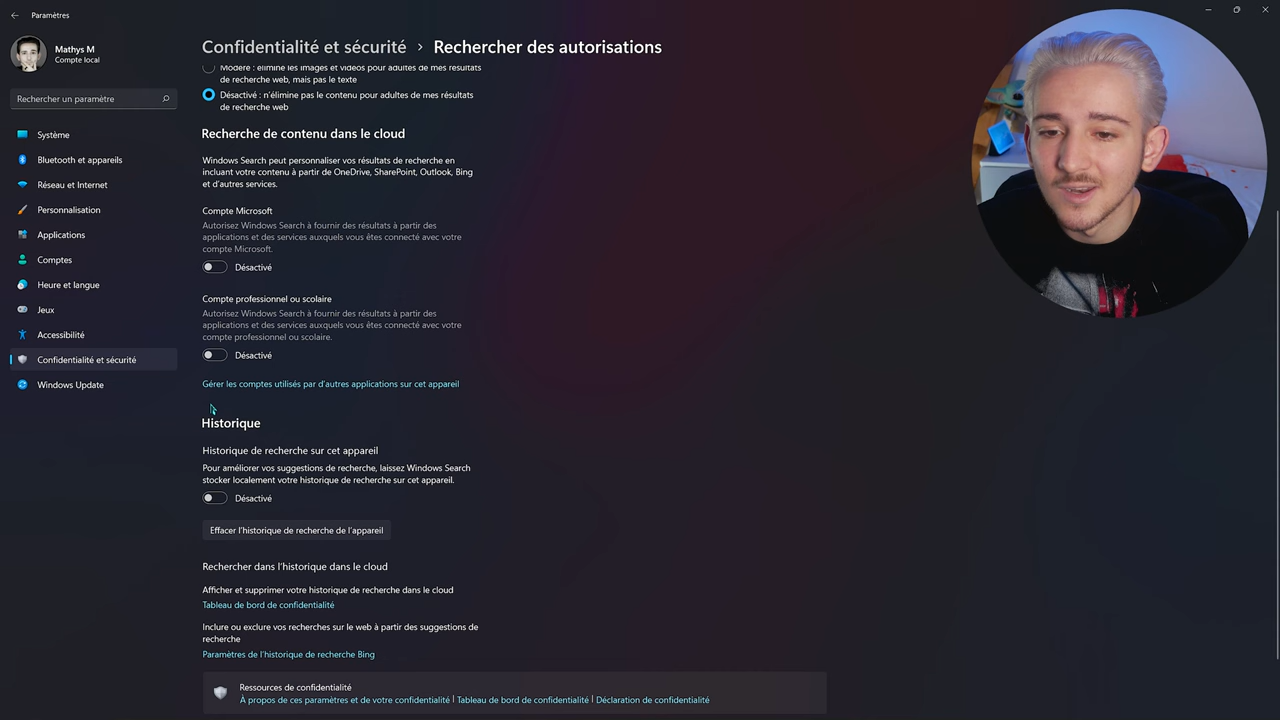 Paramètres
Mathys M
Compte local
Rechercher un paramètre
Système
Bluetooth et appareils
Réseau et Internet
Personnalisation
Applications
Comptes
Heure et langue
Jeux
Accessibilité
Confidentialité et sécurité
Windows Update
Confidentialité et sécurité › Rechercher des autorisations
Modéré : élimine les images et vidéos pour adultes de mes résultats
de recherche web, mais pas le texte
Désactivé : n'élimine pas le contenu pour adultes de mes résultats
de recherche web
Recherche de contenu dans le cloud
Windows Search peut personnaliser vos résultats de recherche en
incluant votre contenu à partir de OneDrive, SharePoint, Outlook, Bing
et d'autres services.
Compte Microsoft
Autorisez Windows Search à fournir des résultats à partir des
applications et des services auxquels vous êtes connecté avec votre
compte Microsoft.
Désactivé
Compte professionnel ou scolaire
Autorisez Windows Search à fournir des résultats à partir des
applications et des services auxquels vous êtes connecté avec votre
compte professionnel ou scolaire.
Désactivé
Gérer les comptes utilisés par d'autres applications sur cet appareil
Historique
Historique de recherche sur cet appareil
Pour améliorer vos suggestions de recherche, laissez Windows Search
stocker localement votre historique de recherche sur cet appareil.
Désactivé
Effacer l'historique de recherche de l'appareil
Rechercher dans l'historique dans le cloud
Afficher et supprimer votre historique de recherche dans le cloud
Tableau de bord de confidentialité
Inclure ou exclure vos recherches sur le web à partir des suggestions de
recherche
Paramètres de l'historique de recherche Bing
Ressources de confidentialité
À propos de ces paramètres et de votre confidentialité | Tableau de bord de confidentialité | Déclaration de confidentialité